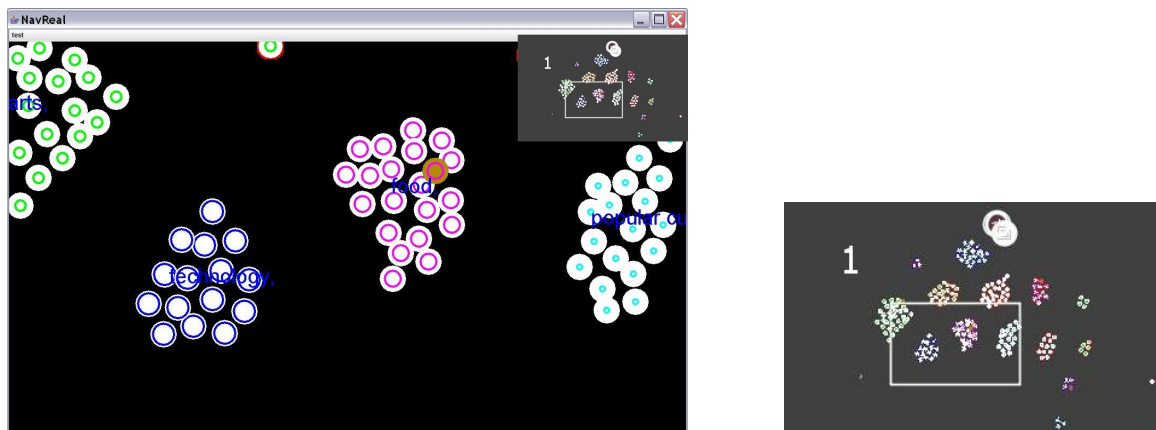 NavReal
test
1
arts,
food,
popular cu
technology,
1